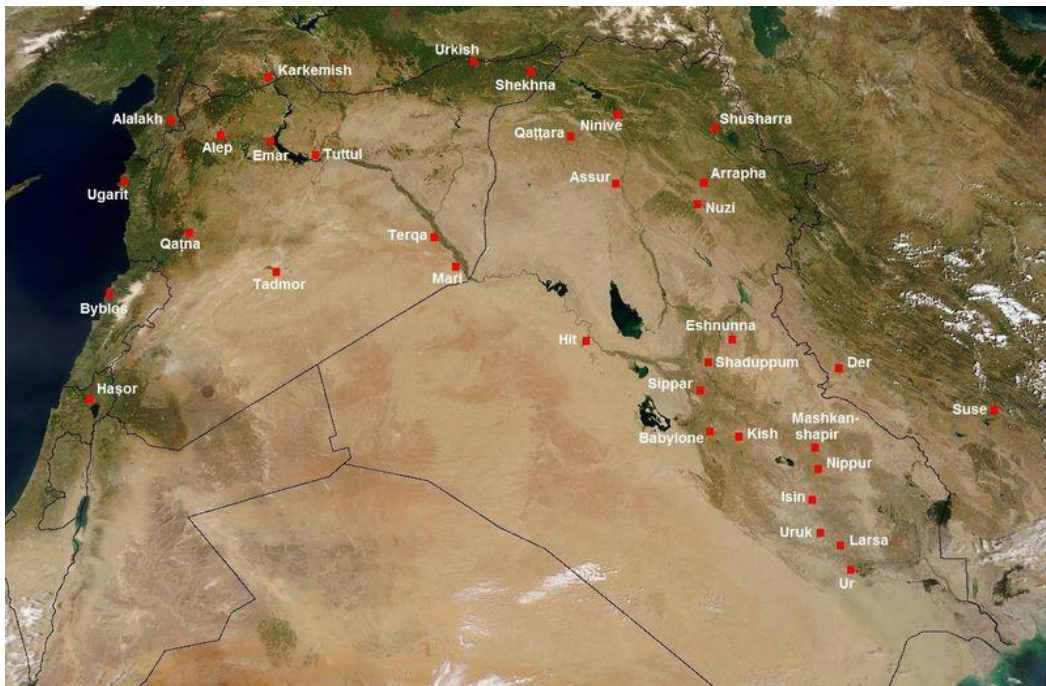 Urkish
Karkemish
Shekhna
Alalakh
Ninive
Shusharra
Qaṭṭara
Alep
Emar
Tuttul
Assur
Arrapha
Ugarit
Nuzi
Terqa
Qaṭna
Mari
Tadmor
Byblos
Eshnunna
Hit
Shaduppum
Der
Sippar
Haṣor
Suse
Mashkan-
shapir
Babylone
Kish
Nippur
Isin
Uruk
Larsa
Ur